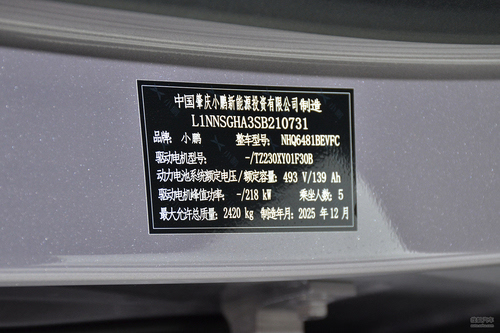 中国肇庆小鹏新能源投资有限公司制造
L1NNSGHA3SB210731
品牌: 小鹏 整车型号: NHQ6481BEVFC
驱动电机型号: -/TZ230XY01F30B
动力电池系统额定电压/额定容量: 493 V/139 Ah
驱动电机峰值功率: -/218 kW 乘坐人数: 5
最大允许总质量: 2420 kg 制造年月: 2025 年 12 月